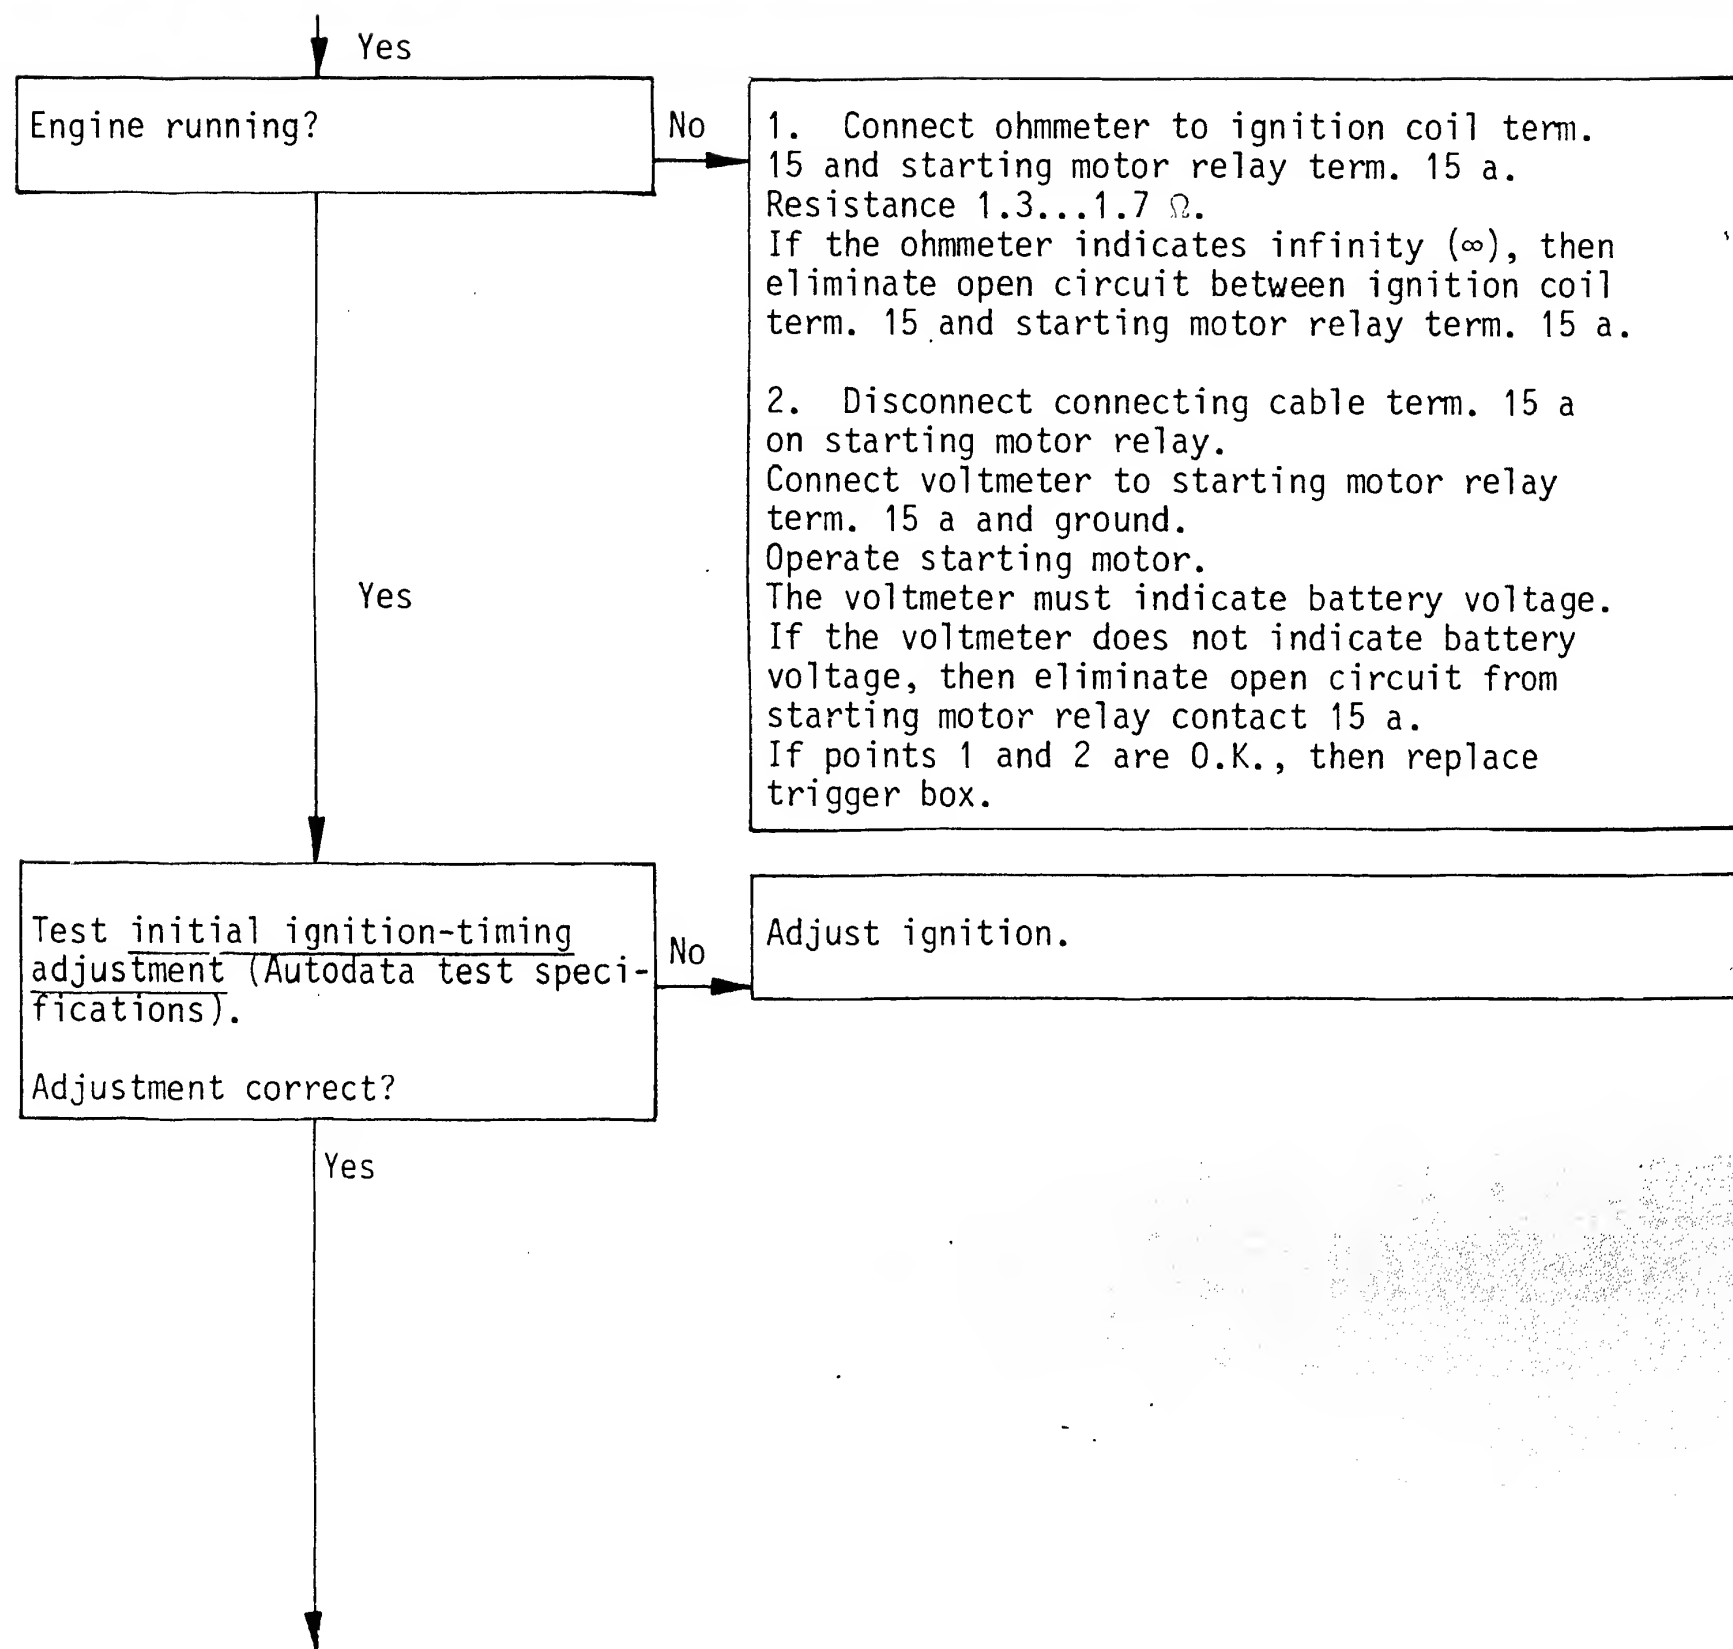 Yes
Engine running?
No
1. Connect ohmmeter to ignition coil term.
15 and starting motor relay term. 15 a.
Resistance 1.3...1.7 Ω.
If the ohmmeter indicates infinity (∞), then
eliminate open circuit between ignition coil
term. 15 and starting motor relay term. 15 a.
2. Disconnect connecting cable term. 15 a
on starting motor relay.
Connect voltmeter to starting motor relay
term. 15 a and ground.
Operate starting motor.
The voltmeter must indicate battery voltage.
If the voltmeter does not indicate battery
voltage, then eliminate open circuit from
starting motor relay contact 15 a.
If points 1 and 2 are O.K., then replace
trigger box.
Yes
Test initial ignition-timing
adjustment (Autodata test speci-
fications).
Adjustment correct?
No
Adjust ignition.
Yes